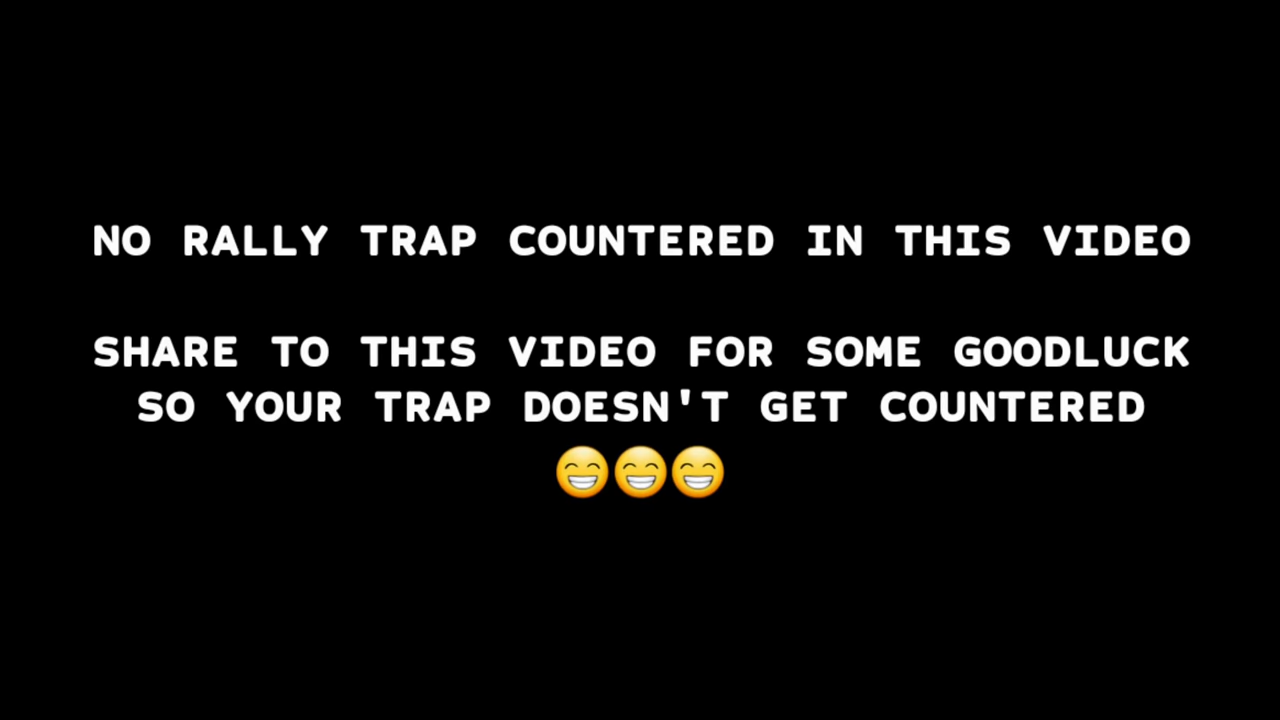 NO RALLY TRAP COUNTERED IN THIS VIDEO
SHARE TO THIS VIDEO FOR SOME GOODLUCK
SO YOUR TRAP DOESN'T GET COUNTERED
😁😁😁